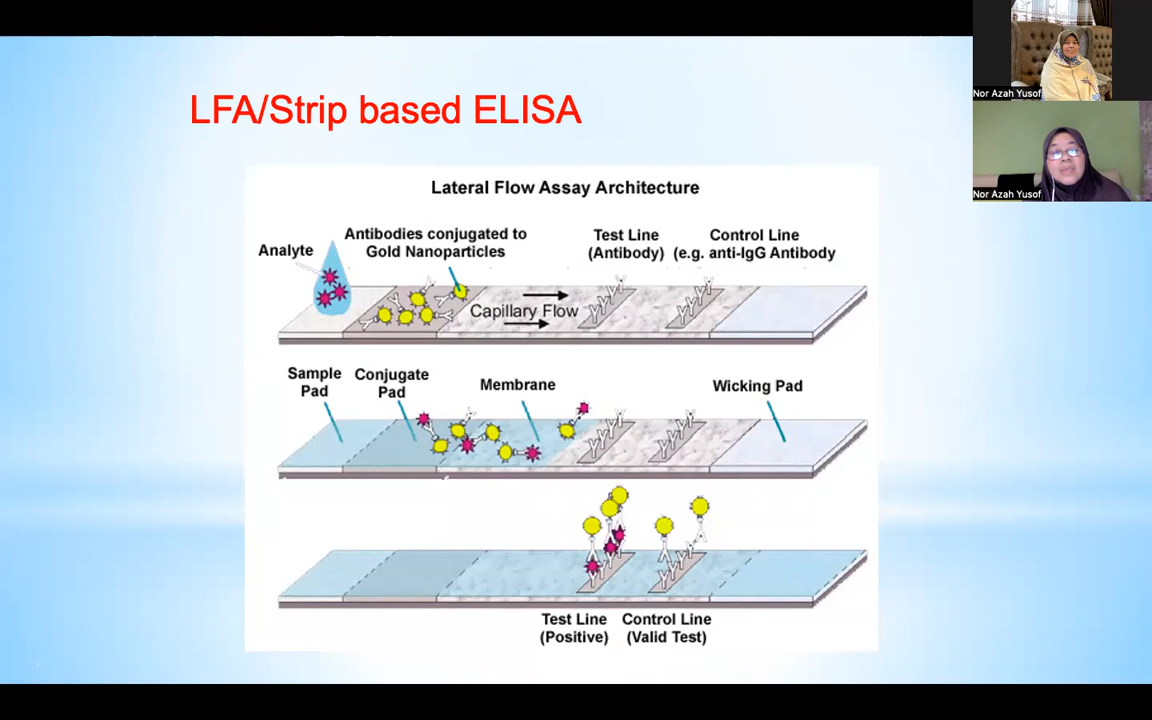 LFA/Strip based ELISA
Lateral Flow Assay Architecture
Analyte
Antibodies conjugated to
Gold Nanoparticles
Test Line
(Antibody)
Control Line
(e.g. anti-IgG Antibody
Capillary Flow
Sample
Pad
Conjugate
Pad
Membrane
Wicking Pad
Test Line
(Positive)
Control Line
(Valid Test)
Nor Azah Yusof
Nor Azah Yusof